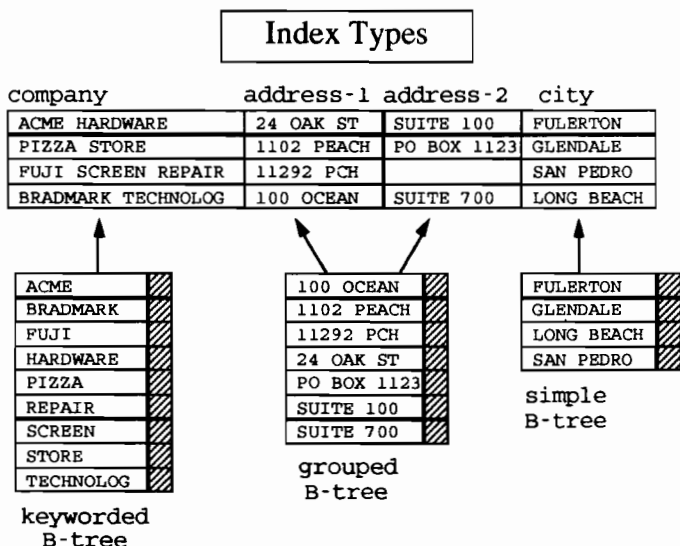 Index Types
company address-1 address-2 city
ACME HARDWARE 24 OAK ST SUITE 100 FULERTON
PIZZA STORE 1102 PEACH PO BOX 1123 GLENDALE
FUJI SCREEN REPAIR 11292 PCH SAN PEDRO
BRADMARK TECHNOLOG 100 OCEAN SUITE 700 LONG BEACH
ACME
BRADMARK
FUJI
HARDWARE
PIZZA
REPAIR
SCREEN
STORE
TECHNOLOG
keyworded
B-tree
100 OCEAN
1102 PEACH
11292 PCH
24 OAK ST
PO BOX 1123
SUITE 100
SUITE 700
grouped
B-tree
FULERTON
GLENDALE
LONG BEACH
SAN PEDRO
simple
B-tree